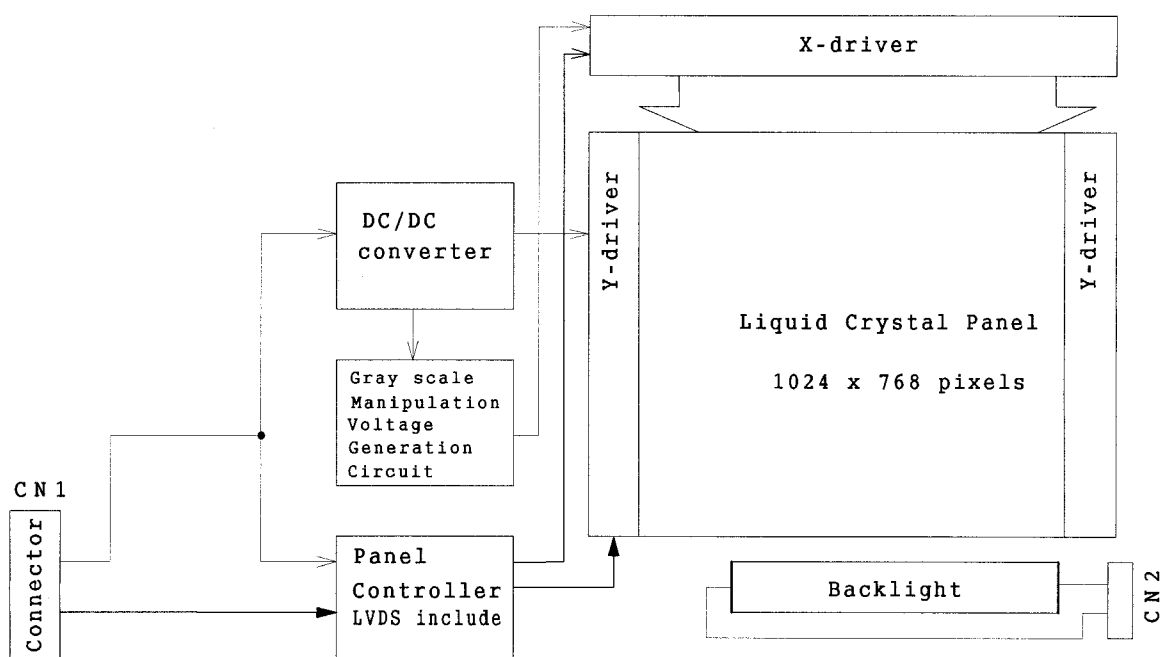 X-driver
DC/DC
converter
Y-driver
Y-driver
Liquid Crystal Panel
1024 x 768 pixels
Gray scale
Manipulation
Voltage
Generation
Circuit
CN1
Connector
Panel
Controller
LVDS include
Backlight
CN2